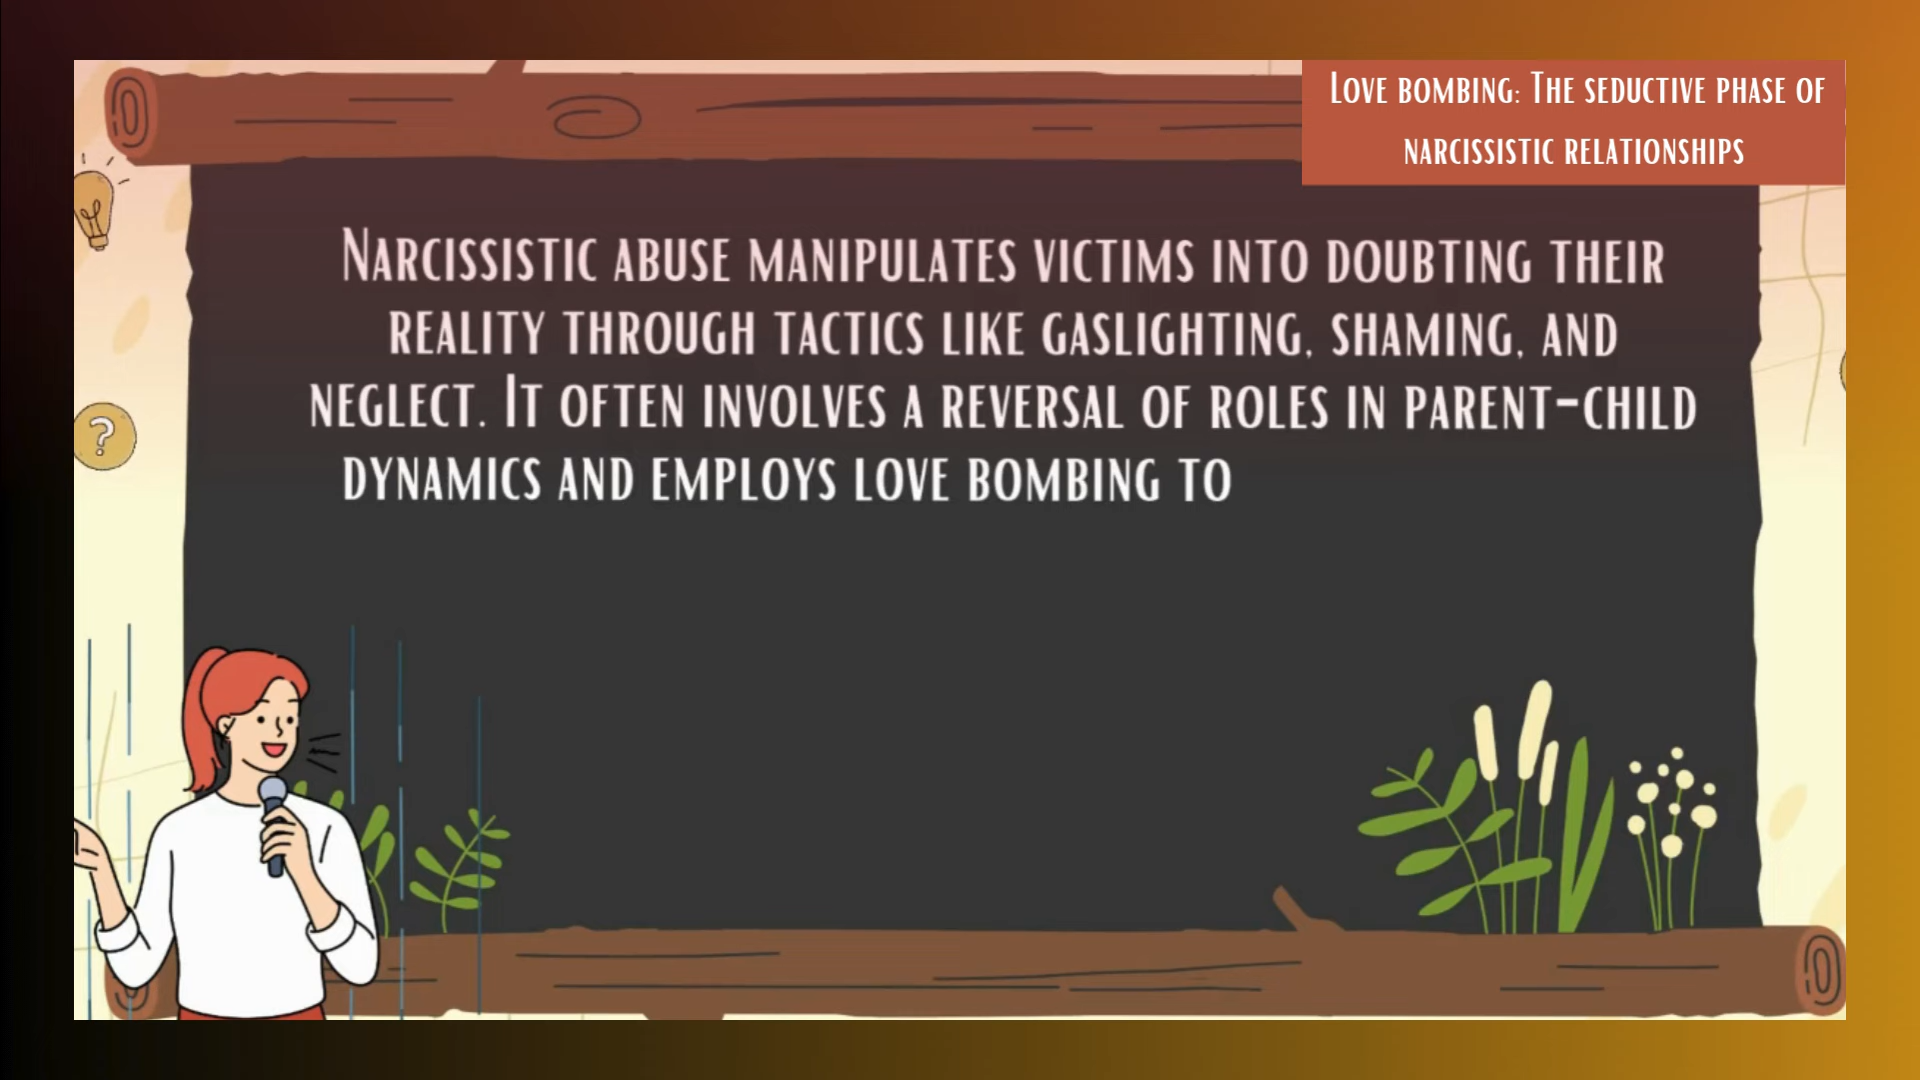 Love bombing: The seductive phase of
narcissistic relationships
Narcissistic abuse manipulates victims into doubting their
reality through tactics like gaslighting, shaming, and
neglect. It often involves a reversal of roles in parent-child
dynamics and employs love bombing to
?